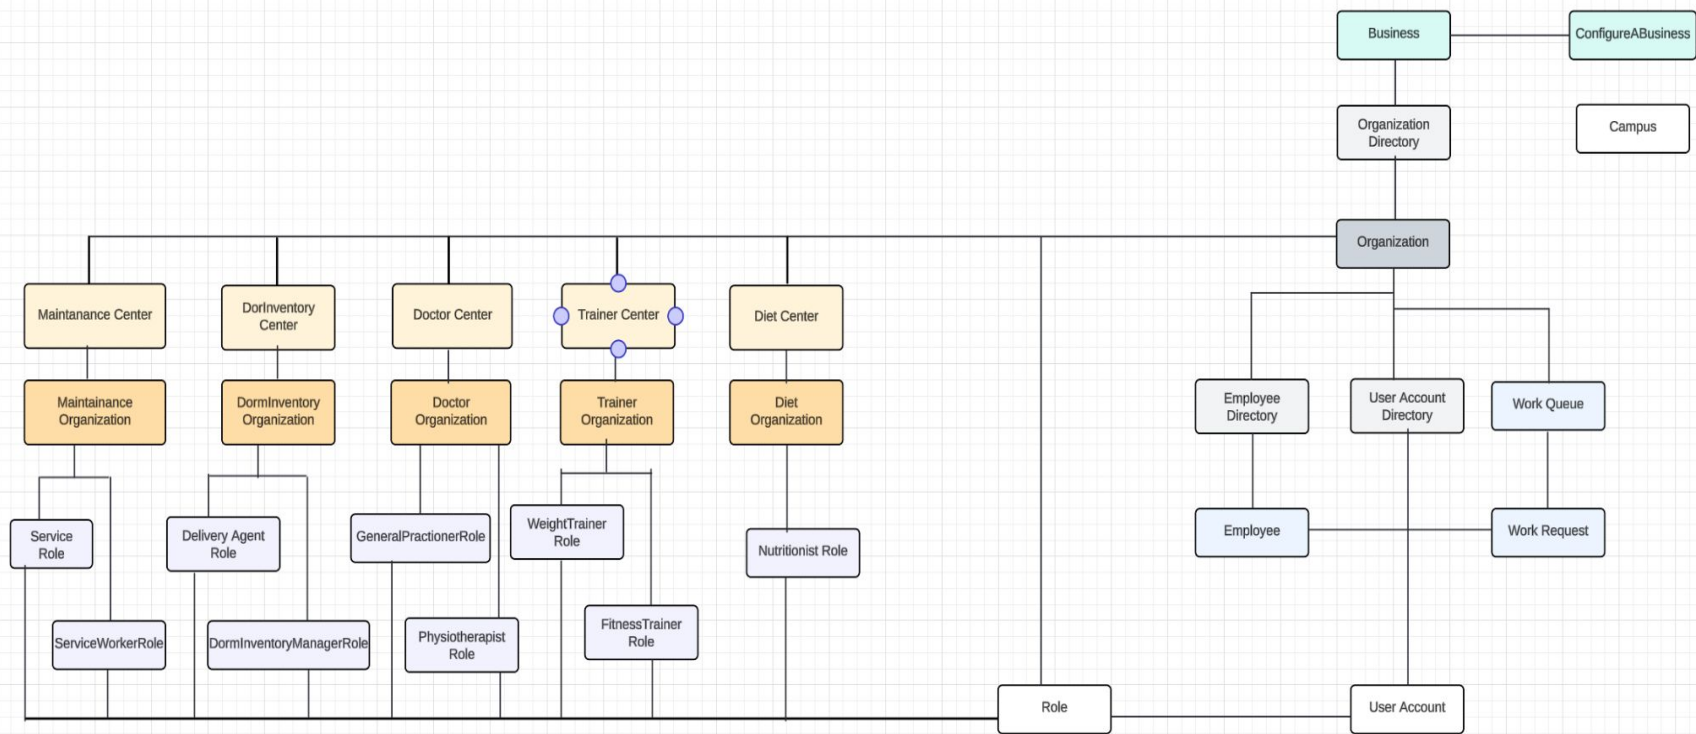 Business
ConfigureABusiness
Organization
Directory
Campus
Organization
Maintanance Center
DorInventory
Center
Doctor Center
Trainer Center
Diet Center
Maintainance
Organization
DormInventory
Organization
Doctor
Organization
Trainer
Organization
Diet
Organization
Employee
Directory
User Account
Directory
Work Queue
Service
Role
Delivery Agent
Role
GeneralPractionerRole
WeightTrainer
Role
Nutritionist Role
Employee
Work Request
ServiceWorkerRole
DormInventoryManagerRole
Physiotherapist
Role
FitnessTrainer
Role
Role
User Account